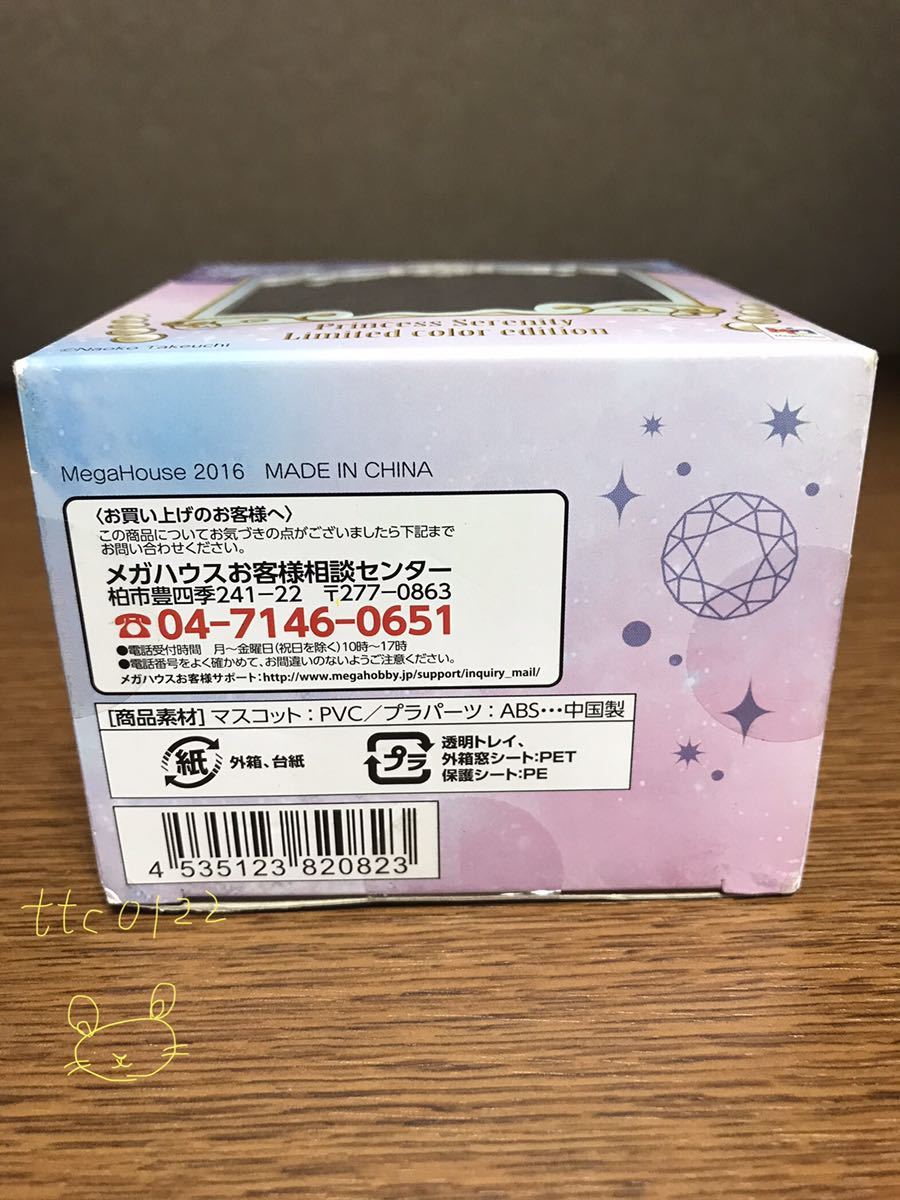 Princess Serenity
Limited color edition
©Naoko Takeuchi
MegaHouse 2016 MADE IN CHINA
〈お買い上げのお客様へ〉
この商品についてお気づきの点がございましたら下記まで
お問い合わせください。
メガハウスお客様相談センター
柏市豊四季241−22 〒277−0863
☎04−7146−0651
●電話受付時間 月〜金曜日(祝日を除く)10時〜17時
●電話番号をよく確かめて、お間違いのないようご注意ください。
メガハウスお客様サポート:http://www.megahobby.jp/support/inquiry_mail/
[商品素材]マスコット:PVC/プラパーツ:ABS…中国製
紙 外箱、台紙
プラ 透明トレイ、
外箱窓シート:PET
保護シート:PE
4 535123 820823
ttc0122